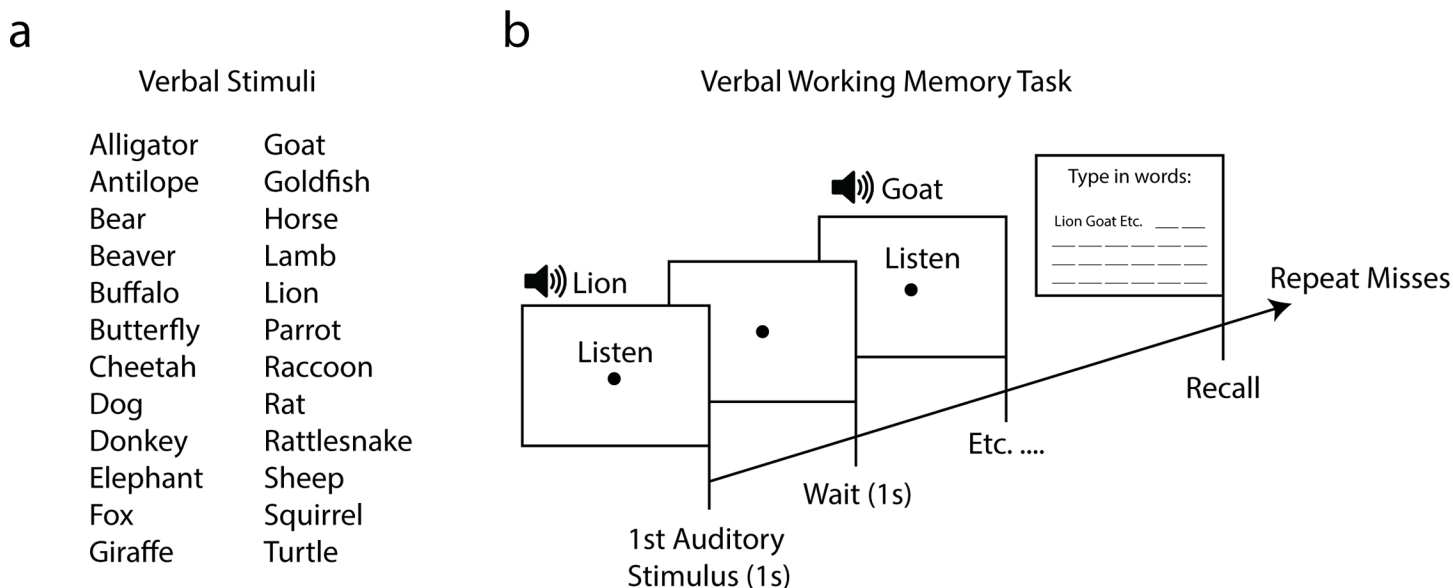 a
Verbal Stimuli
Alligator
Antilope
Bear
Beaver
Buffalo
Butterfly
Cheetah
Dog
Donkey
Elephant
Fox
Giraffe
Goat
Goldfish
Horse
Lamb
Lion
Parrot
Raccoon
Rat
Rattlesnake
Sheep
Squirrel
Turtle
b
Verbal Working Memory Task
Lion
Listen
Goat
Listen
Type in words:
Lion Goat Etc.
Repeat Misses
Recall
Etc. ....
Wait (1s)
1st Auditory
Stimulus (1s)